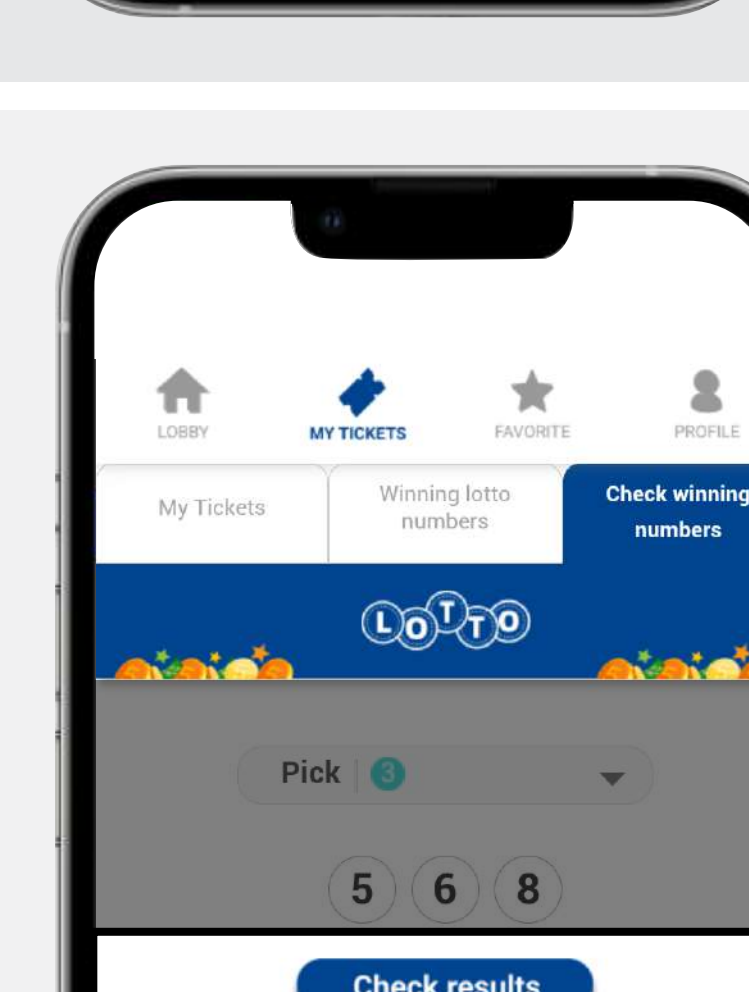 LOBBY
MY TICKETS
FAVORITE
PROFILE
My Tickets
Winning lotto
numbers
Check winning
numbers
LOTTO
Pick 3
5 6 8
Check results